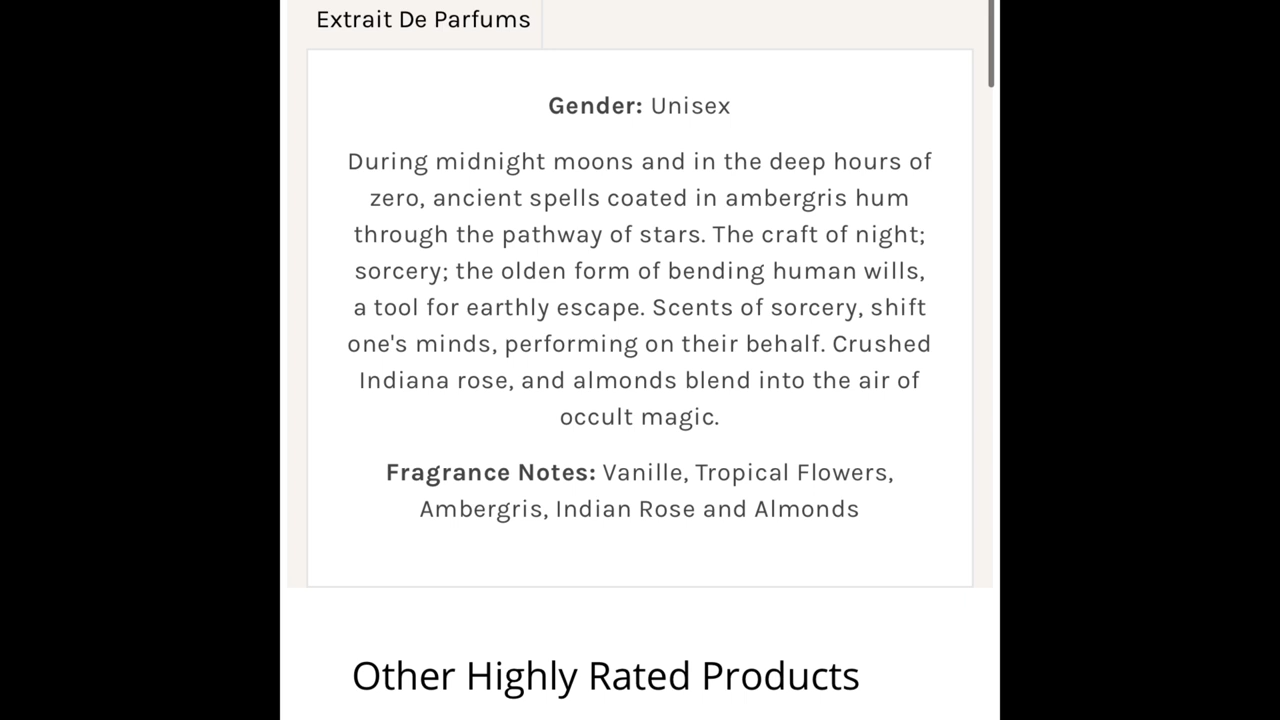 Extrait De Parfums
Gender: Unisex
During midnight moons and in the deep hours of
zero, ancient spells coated in ambergris hum
through the pathway of stars. The craft of night;
sorcery; the olden form of bending human wills,
a tool for earthly escape. Scents of sorcery, shift
one's minds, performing on their behalf. Crushed
Indiana rose, and almonds blend into the air of
occult magic.
Fragrance Notes: Vanille, Tropical Flowers,
Ambergris, Indian Rose and Almonds
Other Highly Rated Products